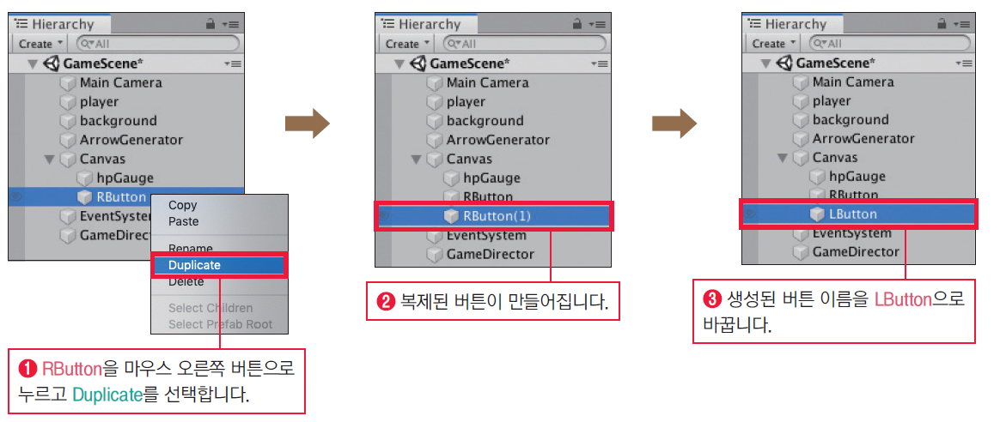 Hierarchy
Create
All
GameScene*
Main Camera
player
background
ArrowGenerator
Canvas
hpGauge
RButton
EventSyster
GameDirect
Copy
Paste
Rename
Duplicate
Delete
Select Children
Select Prefab Root
1 RButton을 마우스 오른쪽 버튼으로
누르고 Duplicate를 선택합니다.
Hierarchy
Create
All
GameScene*
Main Camera
player
background
ArrowGenerator
Canvas
hpGauge
RButton
RButton(1)
EventSystem
GameDirector
2 복제된 버튼이 만들어집니다.
Hierarchy
Create
All
GameScene*
Main Camera
player
background
ArrowGenerator
Canvas
hpGauge
RButton
LButton
EventSystem
GameDirector
3 생성된 버튼 이름을 LButton으로
바꿉니다.